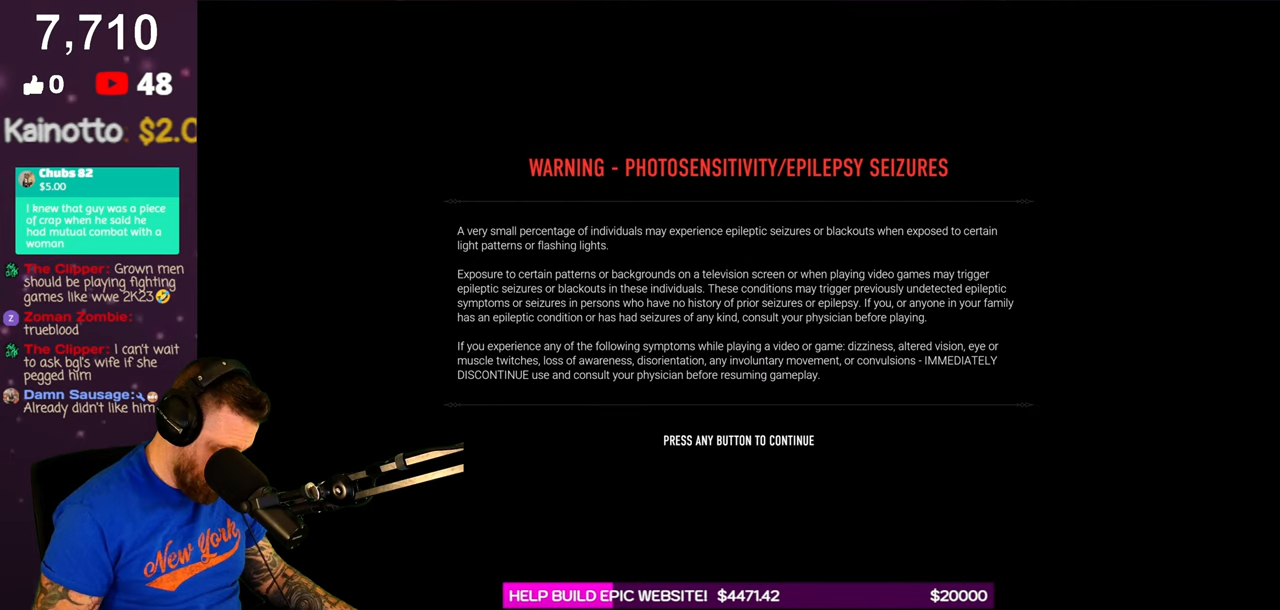 7,710
0
48
Kainotto: $2.0
Chubs 82
$5.00
I knew that guy was a piece
of crap when he said he
had mutual combat with a
woman
The Clipper: Grown men
should be playing fighting
games like wwe 2K23🤣
Z
Zoman Zombie:
trueblood
The Clipper: I can't wait
to ask bgl's wife if she
pegged him
Damn Sausage:
Already didn't like him
New York
WARNING - PHOTOSENSITIVITY/EPILEPSY SEIZURES
A very small percentage of individuals may experience epileptic seizures or blackouts when exposed to certain
light patterns or flashing lights.
Exposure to certain patterns or backgrounds on a television screen or when playing video games may trigger
epileptic seizures or blackouts in these individuals. These conditions may trigger previously undetected epileptic
symptoms or seizures in persons who have no history of prior seizures or epilepsy. If you, or anyone in your family
has an epileptic condition or has had seizures of any kind, consult your physician before playing.
If you experience any of the following symptoms while playing a video or game: dizziness, altered vision, eye or
muscle twitches, loss of awareness, disorientation, any involuntary movement, or convulsions - IMMEDIATELY
DISCONTINUE use and consult your physician before resuming gameplay.
PRESS ANY BUTTON TO CONTINUE
HELP BUILD EPIC WEBSITE! $4471.42 $20000